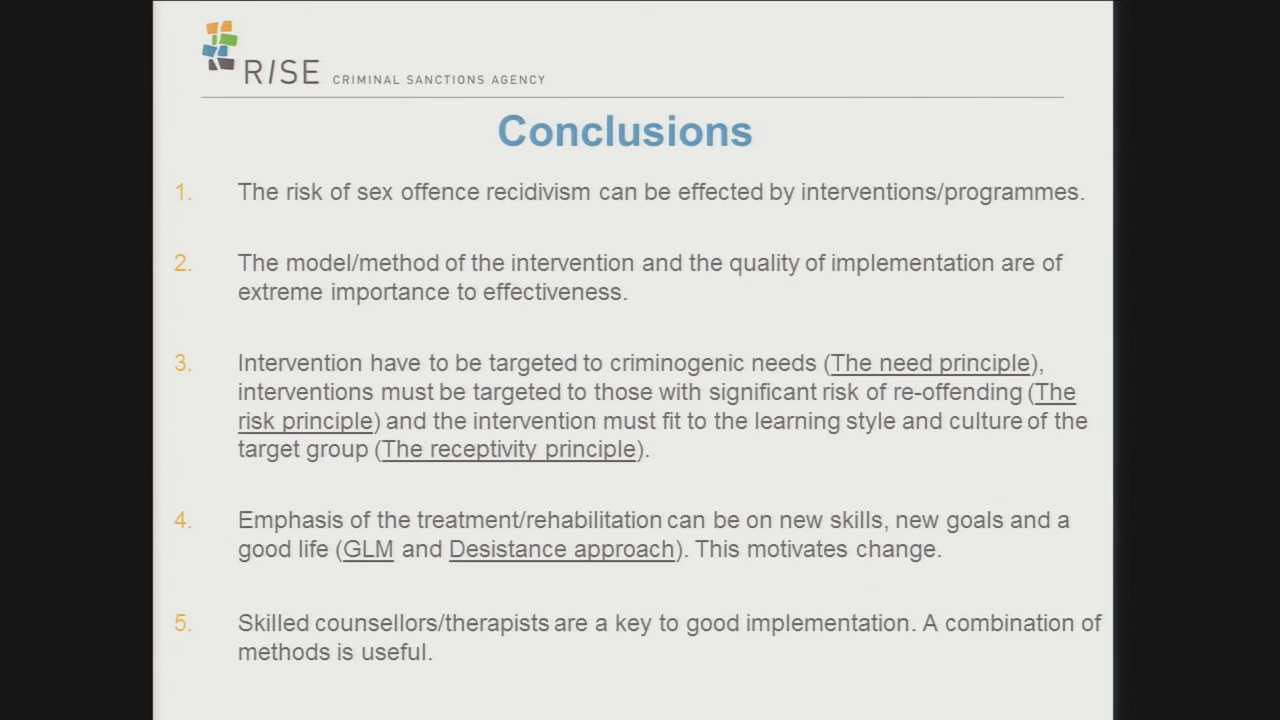 RISE CRIMINAL SANCTIONS AGENCY
Conclusions
1. The risk of sex offence recidivism can be effected by interventions/programmes.
2. The model/method of the intervention and the quality of implementation are of
extreme importance to effectiveness.
3. Intervention have to be targeted to criminogenic needs (The need principle),
interventions must be targeted to those with significant risk of re-offending (The
risk principle) and the intervention must fit to the learning style and culture of the
target group (The receptivity principle).
4. Emphasis of the treatment/rehabilitation can be on new skills, new goals and a
good life (GLM and Desistance approach). This motivates change.
5. Skilled counsellors/therapists are a key to good implementation. A combination of
methods is useful.